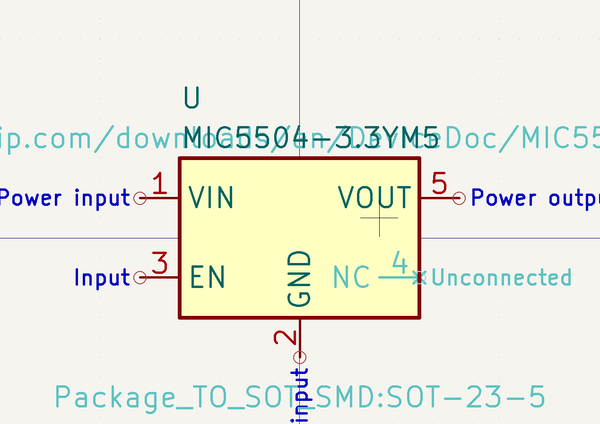 U
ip.com/downloads/en/DeviceDoc/MIC55
MIC5504-3.3YM5
Power input 1 VIN VOUT 5 Power outpu
Input 3 EN GND NC 4 Unconnected
2
input
Package_TO_SOT_SMD:SOT-23-5